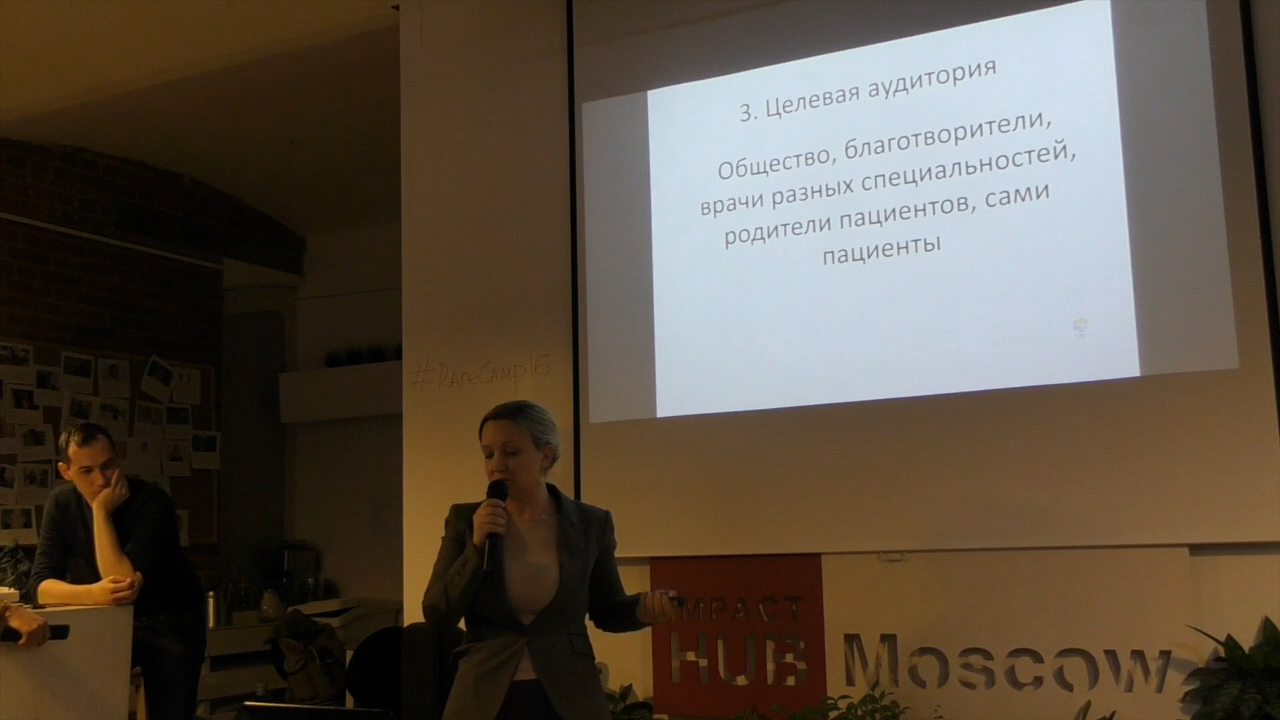 3. Целевая аудитория
Общество, благотворители,
врачи разных специальностей,
родители пациентов, сами
пациенты
#RareCamp16
IMPACT
HUB Moscow